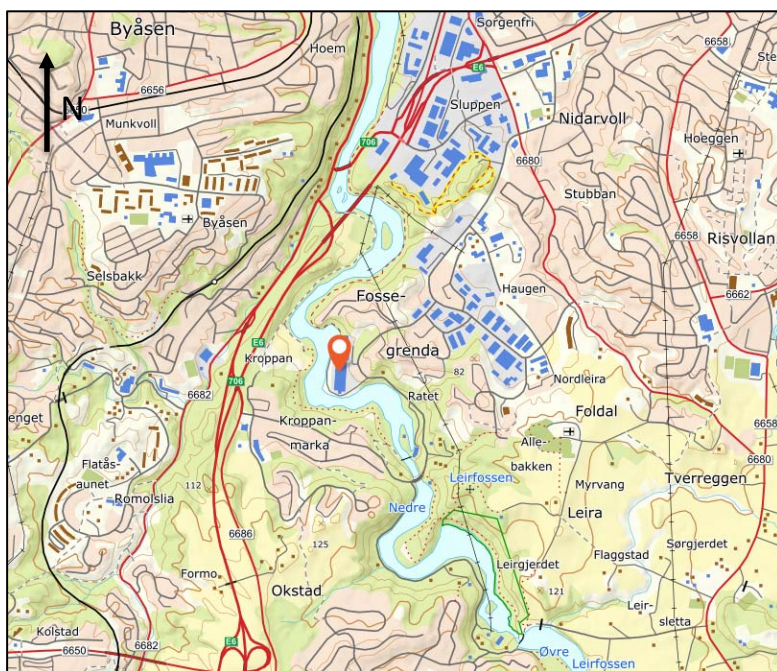 Sorgenfri
Byåsen
Hoem
6658
E6
6656
Sluppen
N
Munkvoll
Nidarvoll
Hoeggen
706
6680
Stubban
Byåsen
6658
Risvollan
Selsbakk
Fosse-
Haugen
6662
E6
Kroppan
grenda
706
82
Nordleira
6682
Ratet
Foldal
Kroppan-
marka
6658
Alle-
bakken
Flatås-
aunet
6680
Romolslia
112
Leirfossen
Myrvang
Tverreggen
Nedre
Leira
6686
125
Sørgjerdet
Flaggstad
Leirgjerdet
Formo
Okstad
121
Leir-
sletta
Kolstad
E6
6682
6650
Øvre
Leirfossen